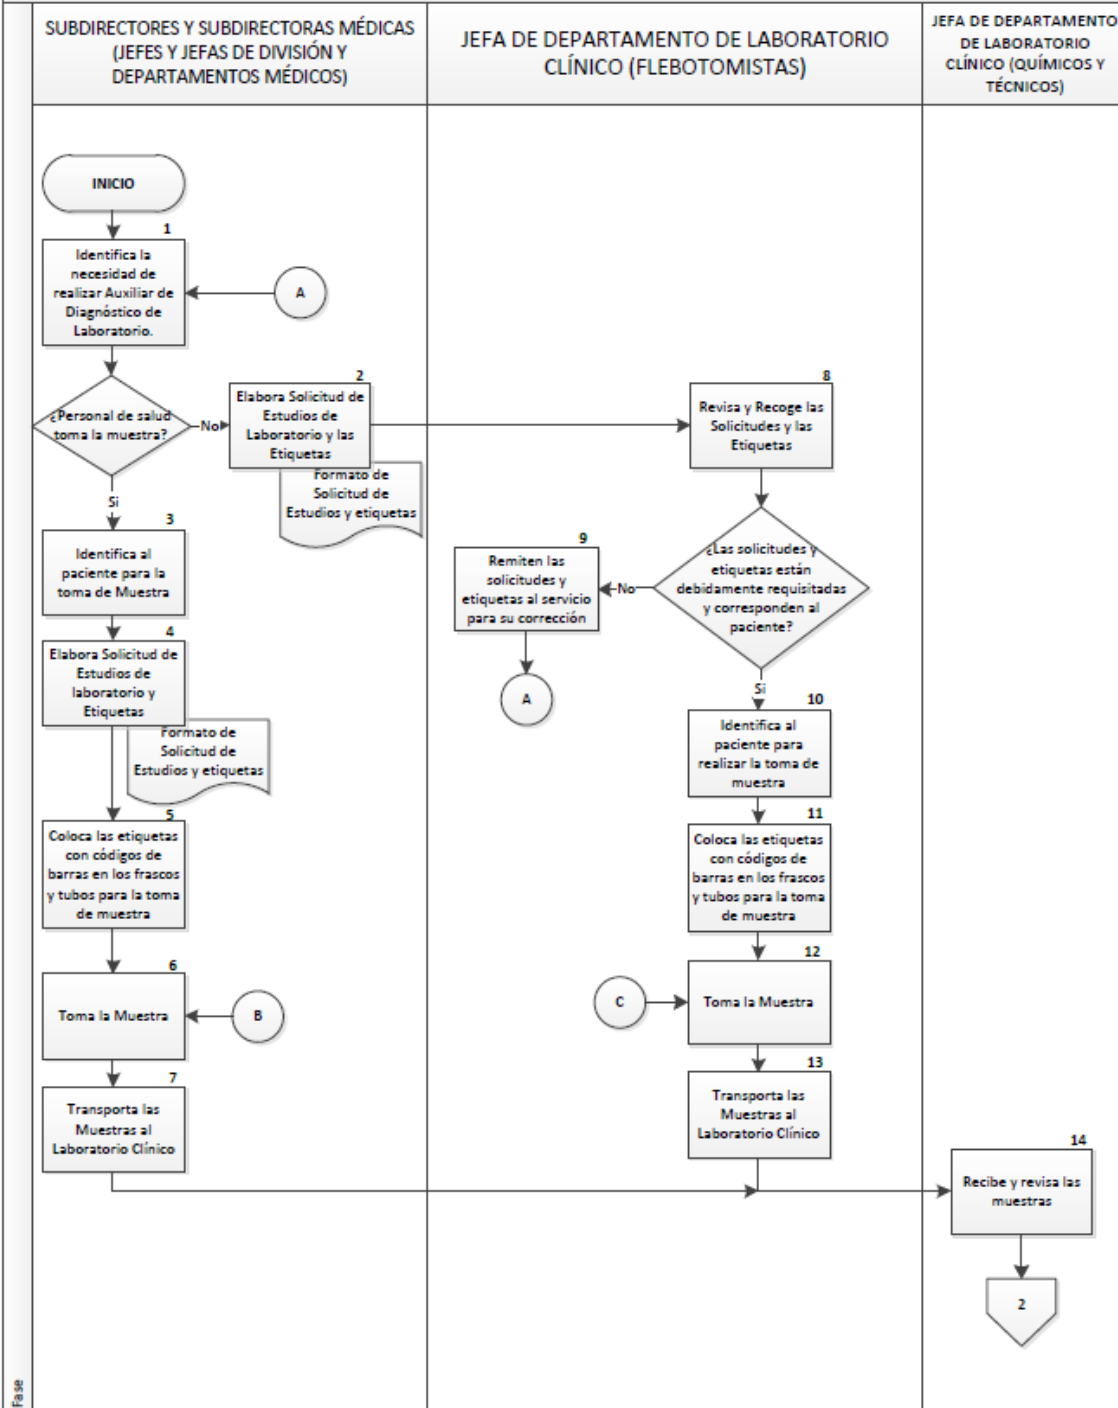 SUBDIRECTORES Y SUBDIRECTORAS MÉDICAS
(JEFES Y JEFAS DE DIVISIÓN Y
DEPARTAMENTOS MÉDICOS)
JEFA DE DEPARTAMENTO DE LABORATORIO
CLÍNICO (FLEBOTOMISTAS)
JEFA DE DEPARTAMENTO
DE LABORATORIO
CLÍNICO (QUÍMICOS Y
TÉCNICOS)
INICIO
1
Identifica la
necesidad de
realizar Auxiliar de
Diagnóstico de
Laboratorio.
A
¿Personal de salud
toma la muestra?
No
2
Elabora Solicitud de
Estudios de
Laboratorio y las
Etiquetas
Formato de
Solicitud de
Estudios y etiquetas
Si
3
Identifica al
paciente para la
toma de Muestra
4
Elabora Solicitud de
Estudios de
laboratorio y
Etiquetas
Formato de
Solicitud de
Estudios y etiquetas
5
Coloca las etiquetas
con códigos de
barras en los frascos
y tubos para la toma
de muestra
6
Toma la Muestra
B
7
Transporta las
Muestras al
Laboratorio Clínico
8
Revisa y Recoge las
Solicitudes y las
Etiquetas
¿Las solicitudes y
etiquetas están
debidamente requisitadas
y corresponden al
paciente?
No
9
Remiten las
solicitudes y
etiquetas al servicio
para su corrección
A
Si
10
Identifica al
paciente para
realizar la toma de
muestra
11
Coloca las etiquetas
con códigos de
barras en los frascos
y tubos para la toma
de muestra
12
Toma la Muestra
C
13
Transporta las
Muestras al
Laboratorio Clínico
14
Recibe y revisa las
muestras
2
Fase